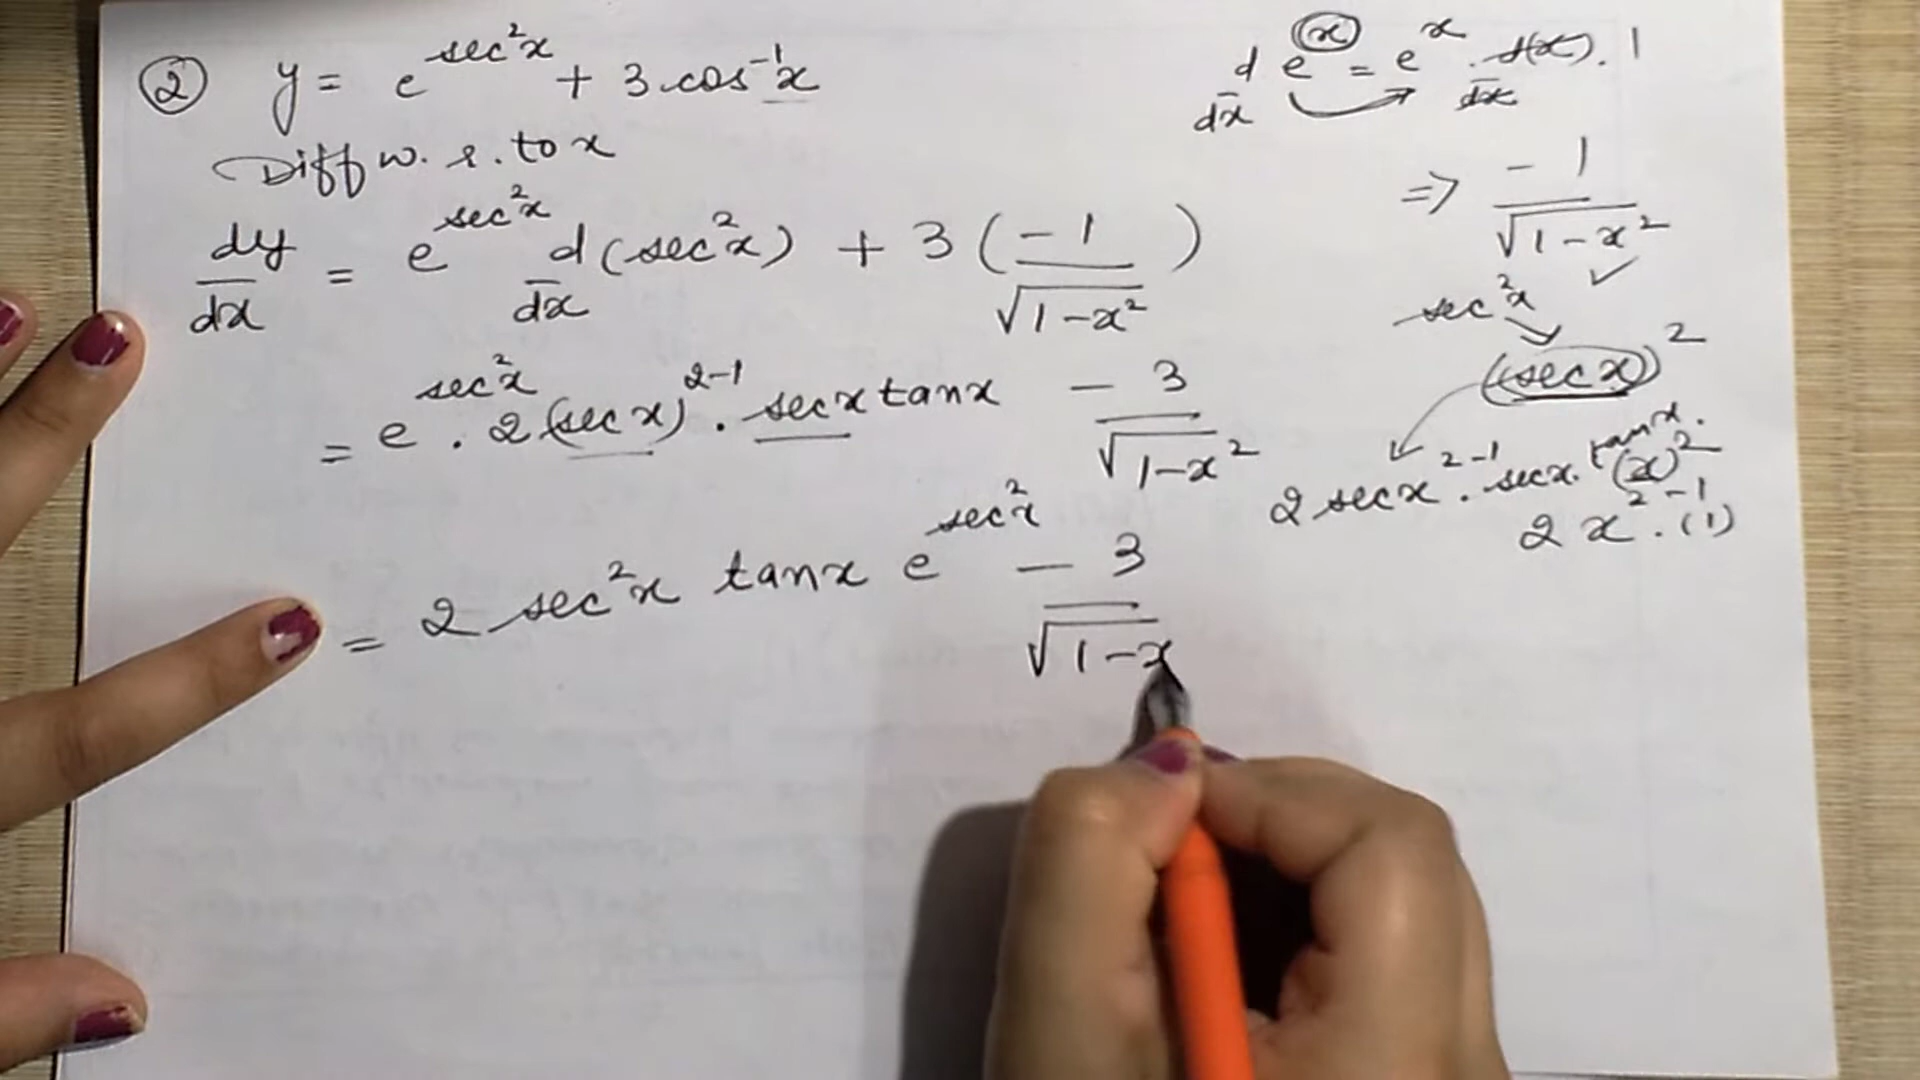 ② y = e^{sec²x} + 3 cos⁻¹x
Diff w. r. to x
dy/dx = e^{sec²x} d/dx (sec²x) + 3 (-1/√(1-x²))
= e^{sec²x} . 2 (sec x)^{2-1} . sec x tan x - 3/√(1-x²)
= 2 sec²x tan x e^{sec²x} - 3/√(1-x
d/dx e^x = e^x . d(x)/dx . 1
=> -1/√(1-x²) ✓
sec²x
(sec x)²
2 sec x^{2-1} . sec x . tan x .
(x)²
2 x^{2-1} . (1)